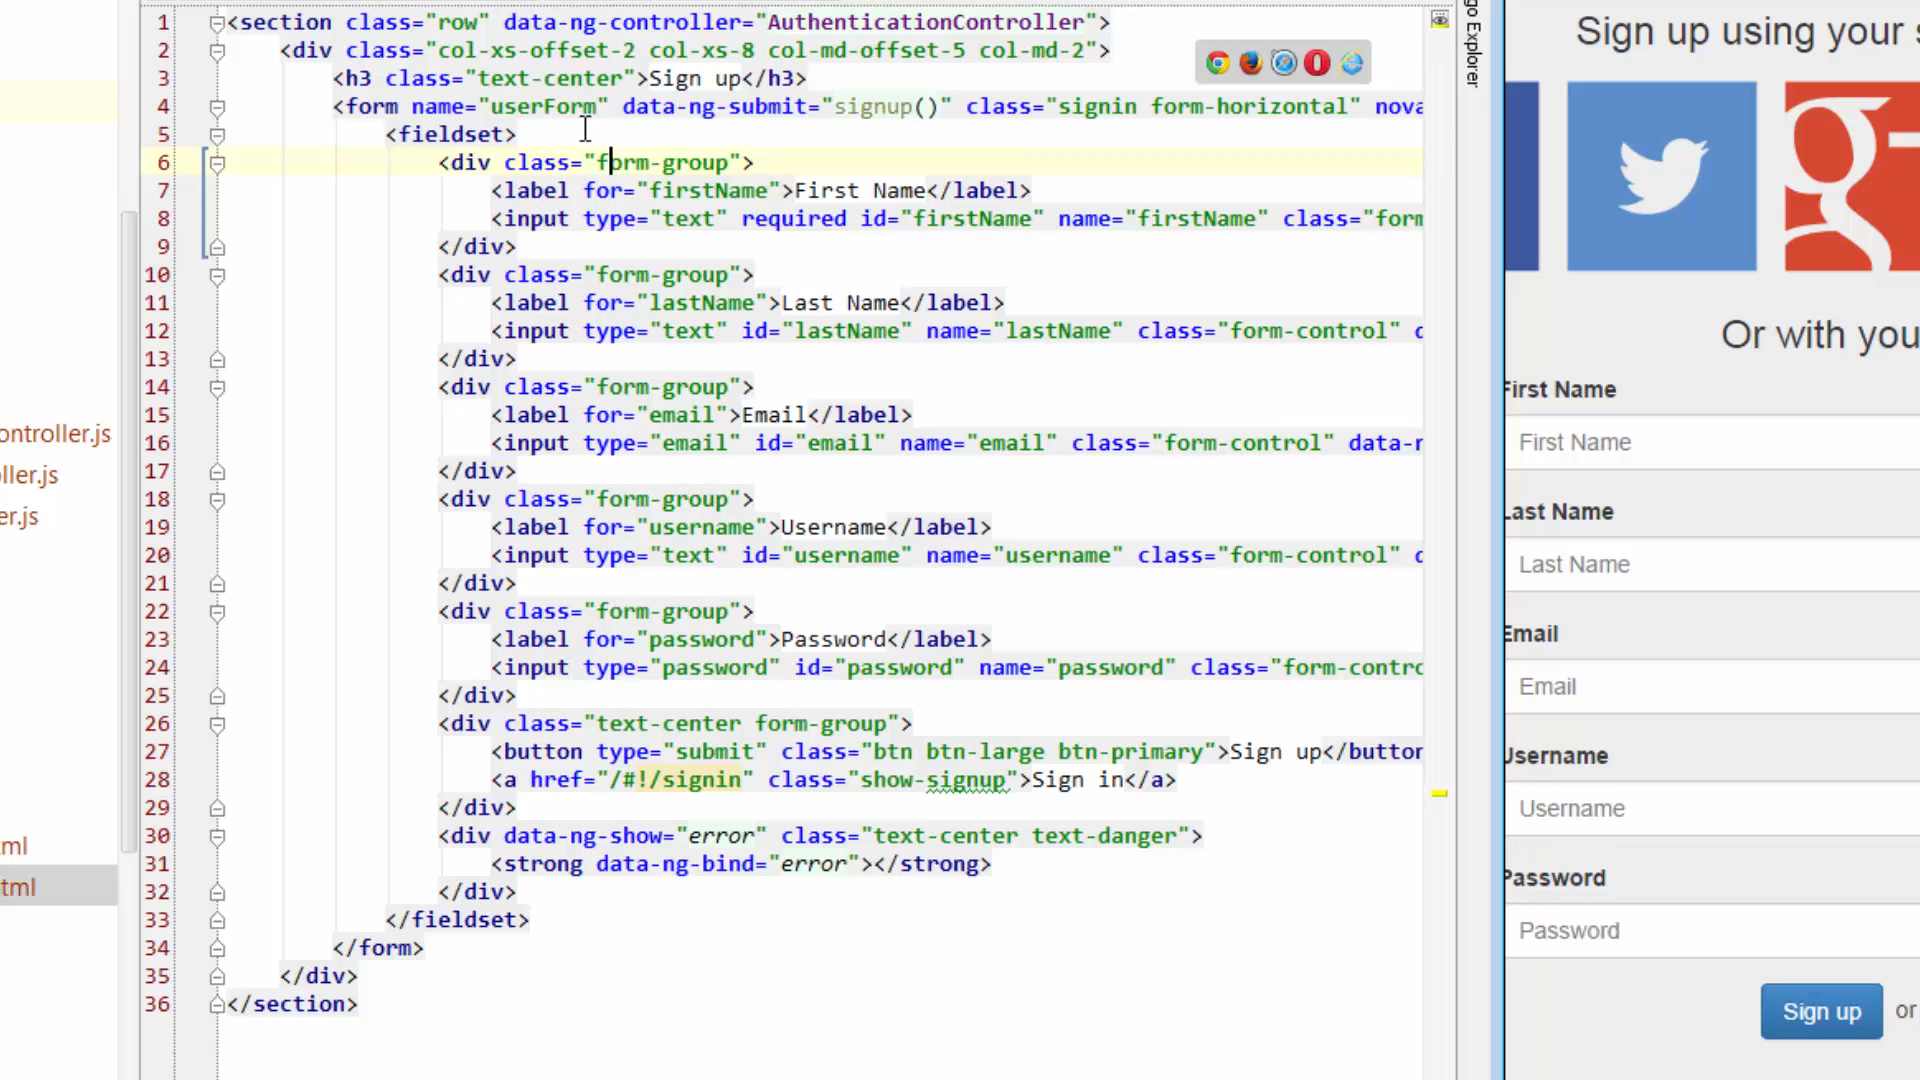 1 <section class="row" data-ng-controller="AuthenticationController">
2 <div class="col-xs-offset-2 col-xs-8 col-md-offset-5 col-md-2">
3 <h3 class="text-center">Sign up</h3>
4 <form name="userForm" data-ng-submit="signup()" class="signin form-horizontal" nova
5 <fieldset>
6 <div class="form-group">
7 <label for="firstName">First Name</label>
8 <input type="text" required id="firstName" name="firstName" class="form
9 </div>
10 <div class="form-group">
11 <label for="lastName">Last Name</label>
12 <input type="text" id="lastName" name="lastName" class="form-control" d
13 </div>
14 <div class="form-group">
15 <label for="email">Email</label>
16 <input type="email" id="email" name="email" class="form-control" data-n
17 </div>
18 <div class="form-group">
19 <label for="username">Username</label>
20 <input type="text" id="username" name="username" class="form-control" d
21 </div>
22 <div class="form-group">
23 <label for="password">Password</label>
24 <input type="password" id="password" name="password" class="form-contro
25 </div>
26 <div class="text-center form-group">
27 <button type="submit" class="btn btn-large btn-primary">Sign up</button
28 <a href="/#!/signin" class="show-signup">Sign in</a>
29 </div>
30 <div data-ng-show="error" class="text-center text-danger">
31 <strong data-ng-bind="error"></strong>
32 </div>
33 </fieldset>
34 </form>
35 </div>
36 </section>
ontroller.js
ller.js
er.js
ml
tml
go Explorer
Sign up using your s
g+
Or with you
First Name
First Name
Last Name
Last Name
Email
Email
Username
Username
Password
Password
Sign up or